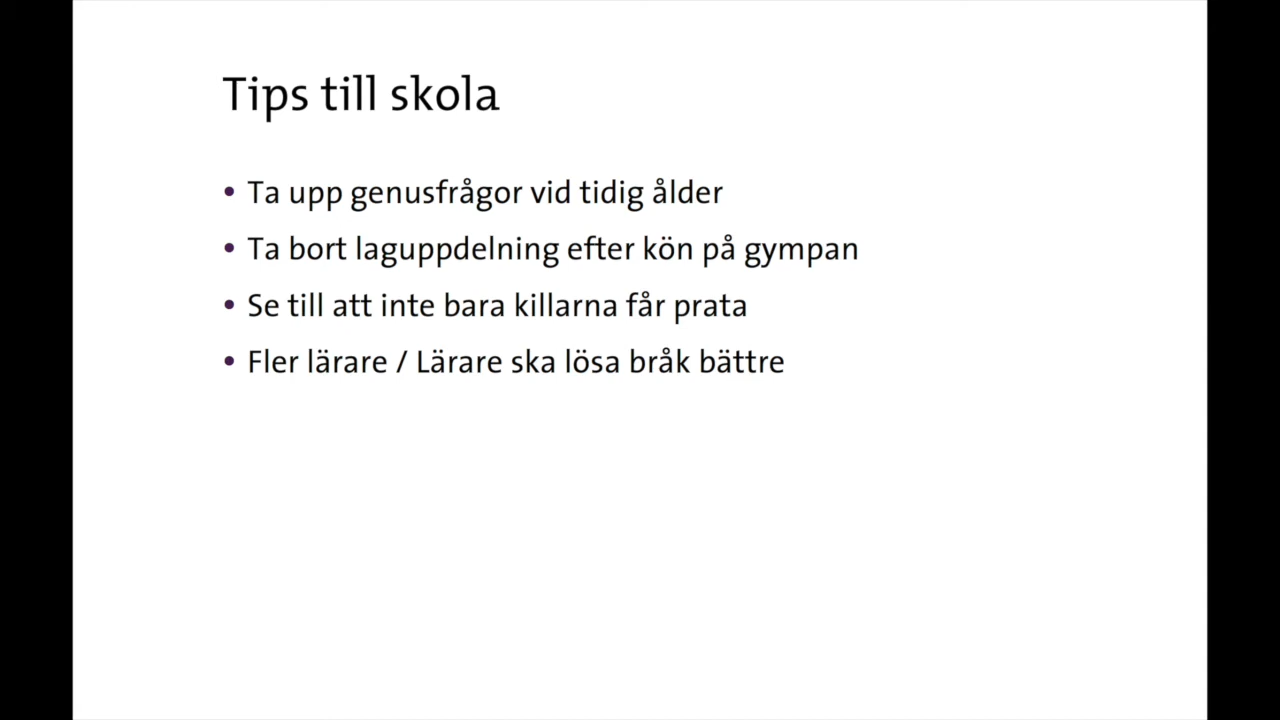 Tips till skola
• Ta upp genusfrågor vid tidig ålder
• Ta bort laguppdelning efter kön på gympan
• Se till att inte bara killarna får prata
• Fler lärare / Lärare ska lösa bråk bättre